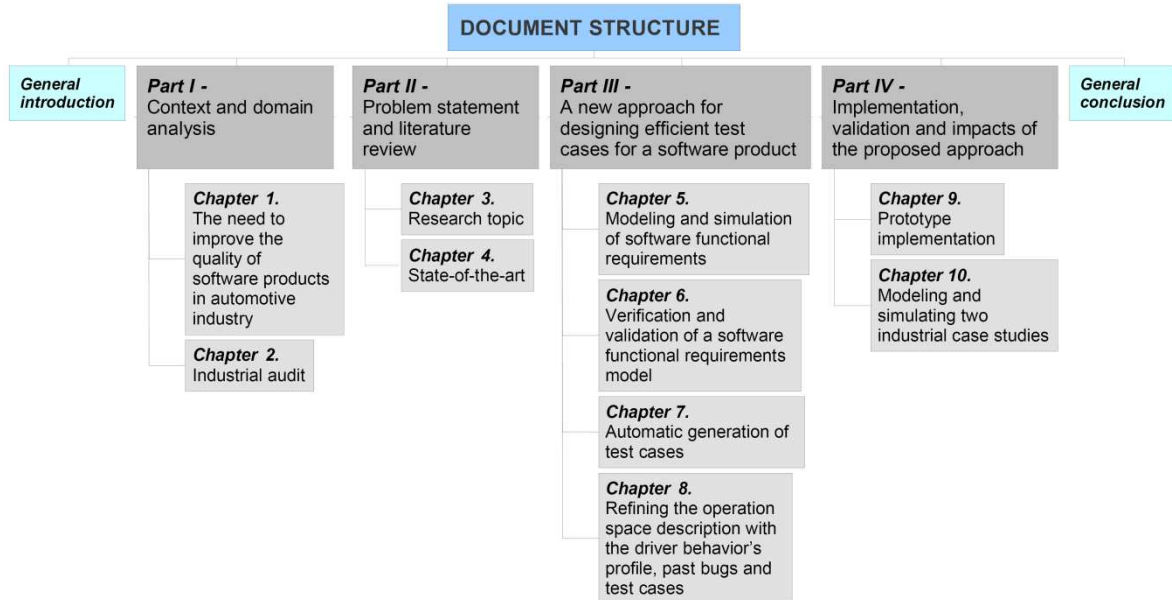 DOCUMENT STRUCTURE
General
introduction
Part I -
Context and domain
analysis
Chapter 1.
The need to
improve the
quality of
software products
in automotive
industry
Chapter 2.
Industrial audit
Part II -
Problem statement
and literature
review
Chapter 3.
Research topic
Chapter 4.
State-of-the-art
Part III -
A new approach for
designing efficient test
cases for a software product
Chapter 5.
Modeling and simulation
of software functional
requirements
Chapter 6.
Verification and
validation of a software
functional requirements
model
Chapter 7.
Automatic generation of
test cases
Chapter 8.
Refining the operation
space description with
the driver behavior’s
profile, past bugs and
test cases
Part IV -
Implementation,
validation and impacts of
the proposed approach
Chapter 9.
Prototype
implementation
Chapter 10.
Modeling and
simulating two
industrial case studies
General
conclusion